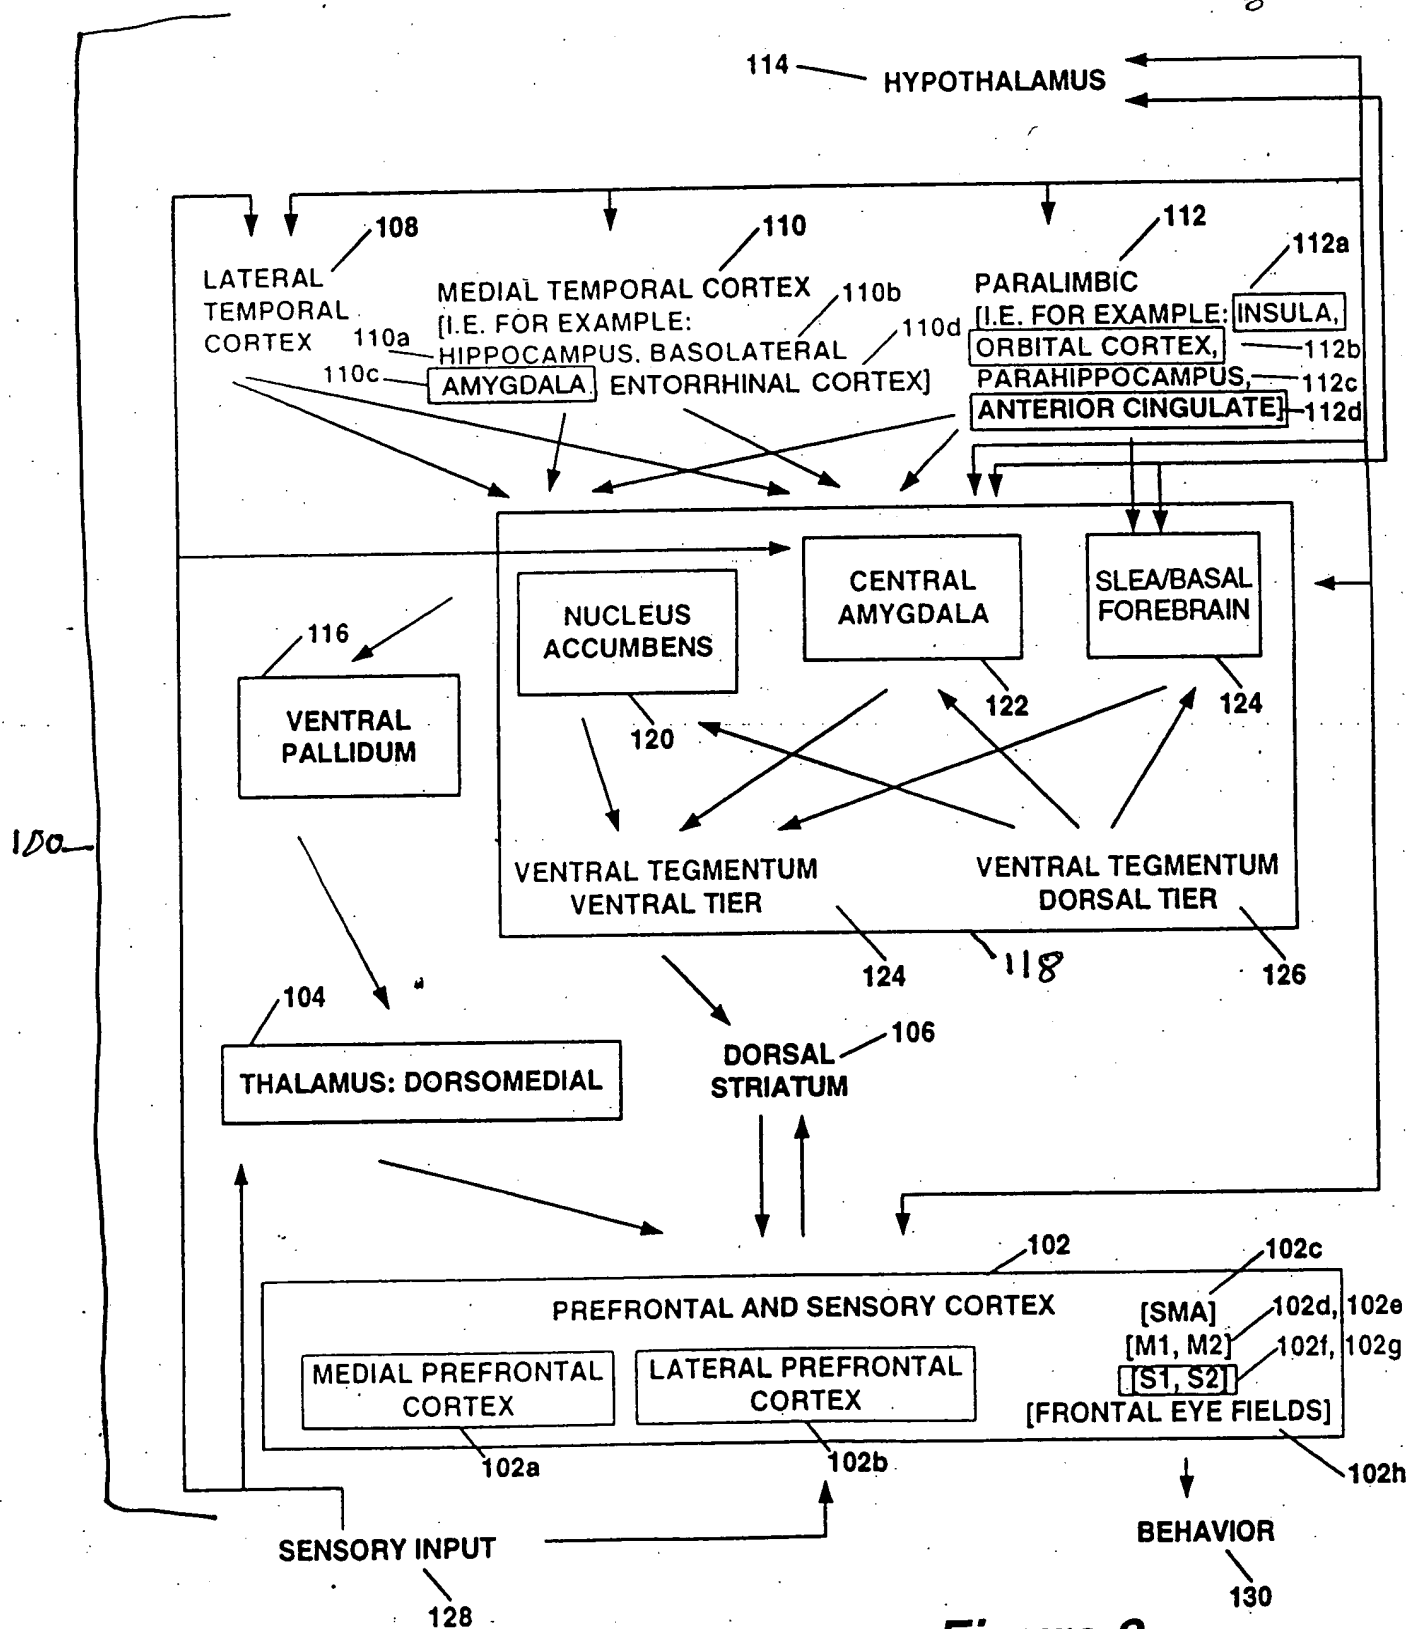 114
HYPOTHALAMUS
108
110
112
112a
LATERAL
TEMPORAL
CORTEX
MEDIAL TEMPORAL CORTEX
[I.E. FOR EXAMPLE:
110b
110a
HIPPOCAMPUS. BASOLATERAL
110d
110c
AMYGDALA, ENTORRHINAL CORTEX]
PARALIMBIC
[I.E. FOR EXAMPLE: INSULA,
ORBITAL CORTEX,
112b
PARAHIPPOCAMPUS,
112c
ANTERIOR CINGULATE]
112d
NUCLEUS
ACCUMBENS
120
CENTRAL
AMYGDALA
122
SLEA/BASAL
FOREBRAIN
124
116
VENTRAL
PALLIDUM
100
VENTRAL TEGMENTUM
VENTRAL TIER
124
VENTRAL TEGMENTUM
DORSAL TIER
126
118
104
THALAMUS: DORSOMEDIAL
106
DORSAL
STRIATUM
102
102c
PREFRONTAL AND SENSORY CORTEX
[SMA]
102d, 102e
[M1, M2]
102f, 102g
[S1, S2]
[FRONTAL EYE FIELDS]
102h
MEDIAL PREFRONTAL
CORTEX
102a
LATERAL PREFRONTAL
CORTEX
102b
SENSORY INPUT
128
BEHAVIOR
130